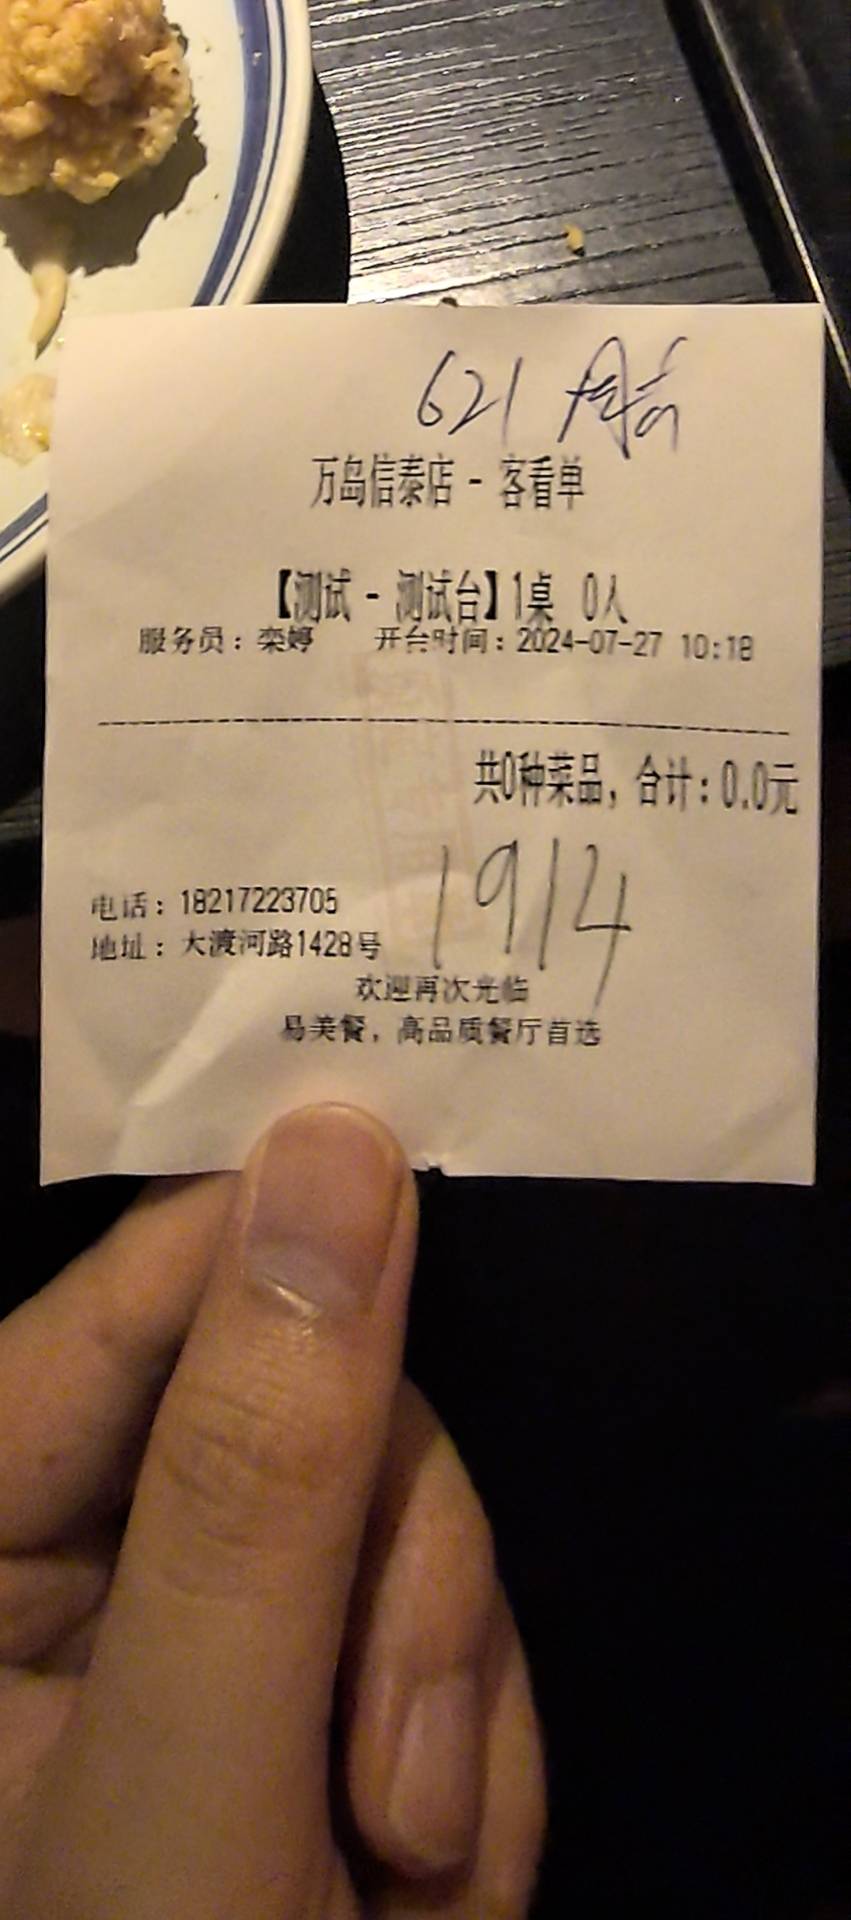 621
万岛信泰店 - 客看单
【测试 - 测试台】1桌 0人
服务员：栾婷 开台时间：2024-07-27 10:18
共0种菜品，合计：0.0元
1914
电话：18217223705
地址：大渡河路1428号
欢迎再次光临
易美餐，高品质餐厅首选